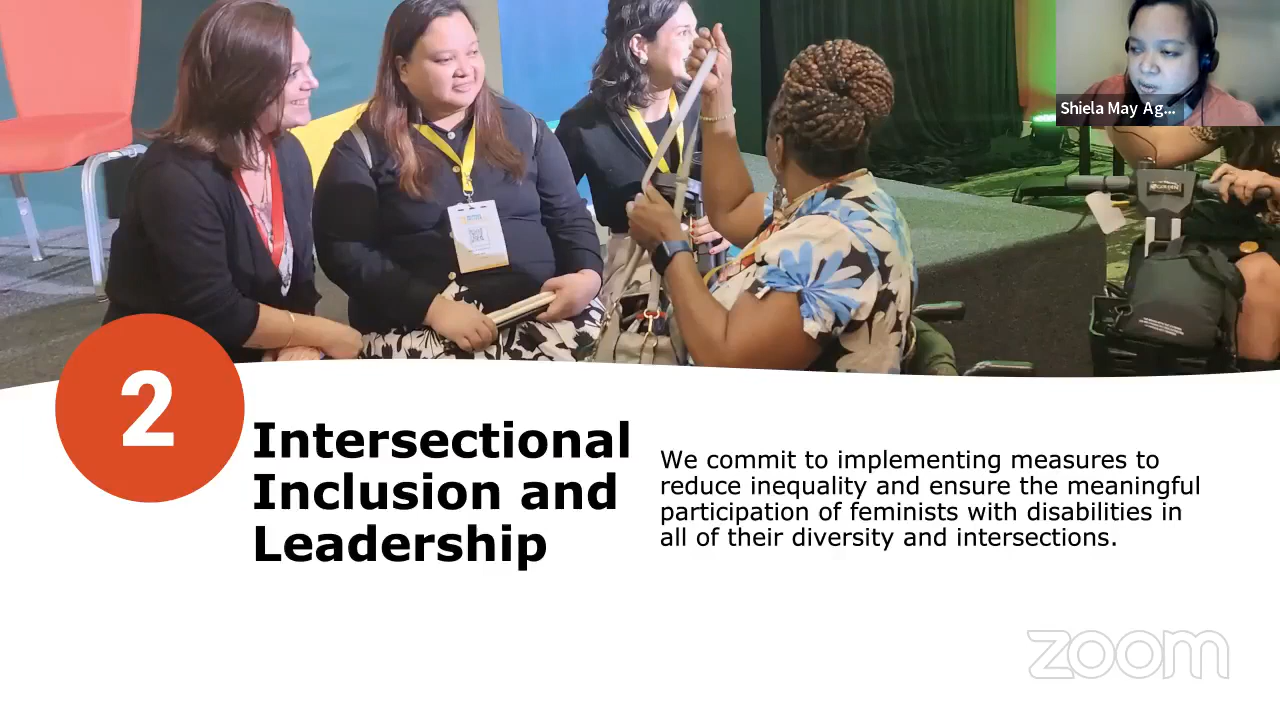 Shiela May Ag...
2
Intersectional
Inclusion and
Leadership
We commit to implementing measures to
reduce inequality and ensure the meaningful
participation of feminists with disabilities in
all of their diversity and intersections.
zoom